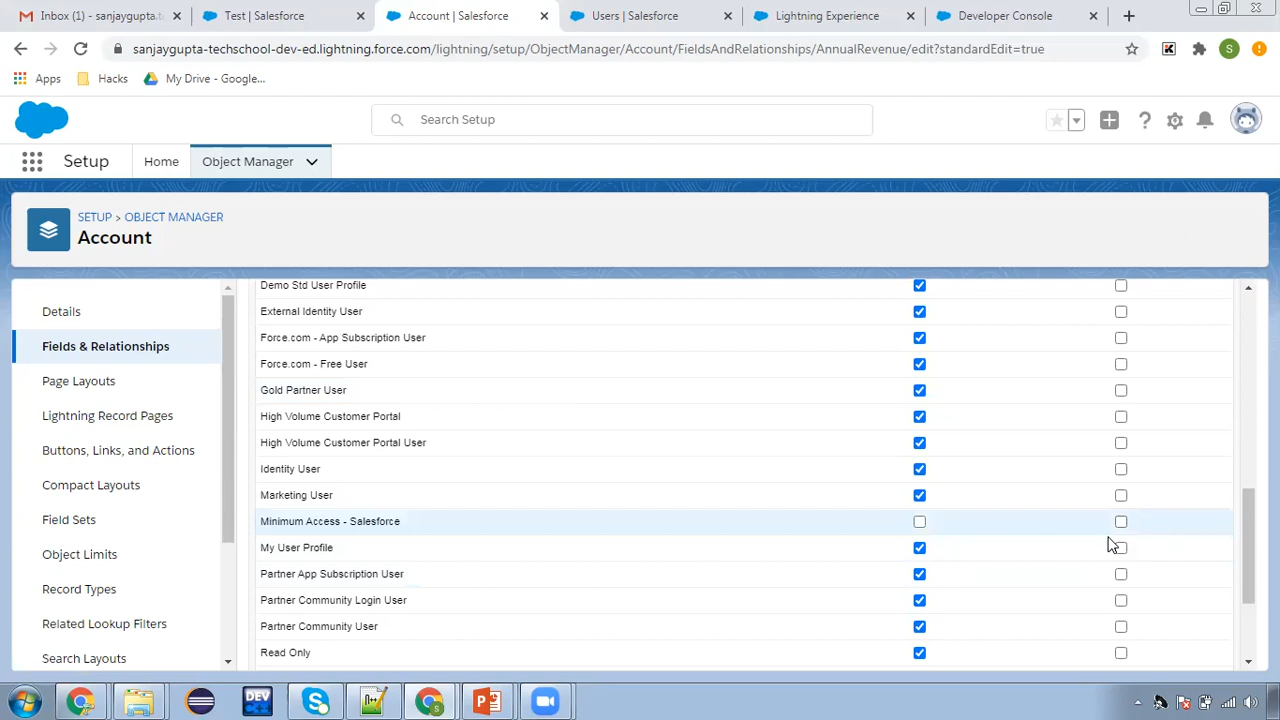 Inbox (1) - sanjaygupta.t
Test | Salesforce
Account | Salesforce
Users | Salesforce
Lightning Experience
Developer Console
sanjaygupta-techschool-dev-ed.lightning.force.com/lightning/setup/ObjectManager/Account/FieldsAndRelationships/AnnualRevenue/edit?standardEdit=true
S
Apps
Hacks
My Drive - Google...
Search Setup
Setup
Home
Object Manager
SETUP > OBJECT MANAGER
Account
Details
Fields & Relationships
Page Layouts
Lightning Record Pages
Buttons, Links, and Actions
Compact Layouts
Field Sets
Object Limits
Record Types
Related Lookup Filters
Search Layouts
Demo Std User Profile
External Identity User
Force.com - App Subscription User
Force.com - Free User
Gold Partner User
High Volume Customer Portal
High Volume Customer Portal User
Identity User
Marketing User
Minimum Access - Salesforce
My User Profile
Partner App Subscription User
Partner Community Login User
Partner Community User
Read Only
DEV